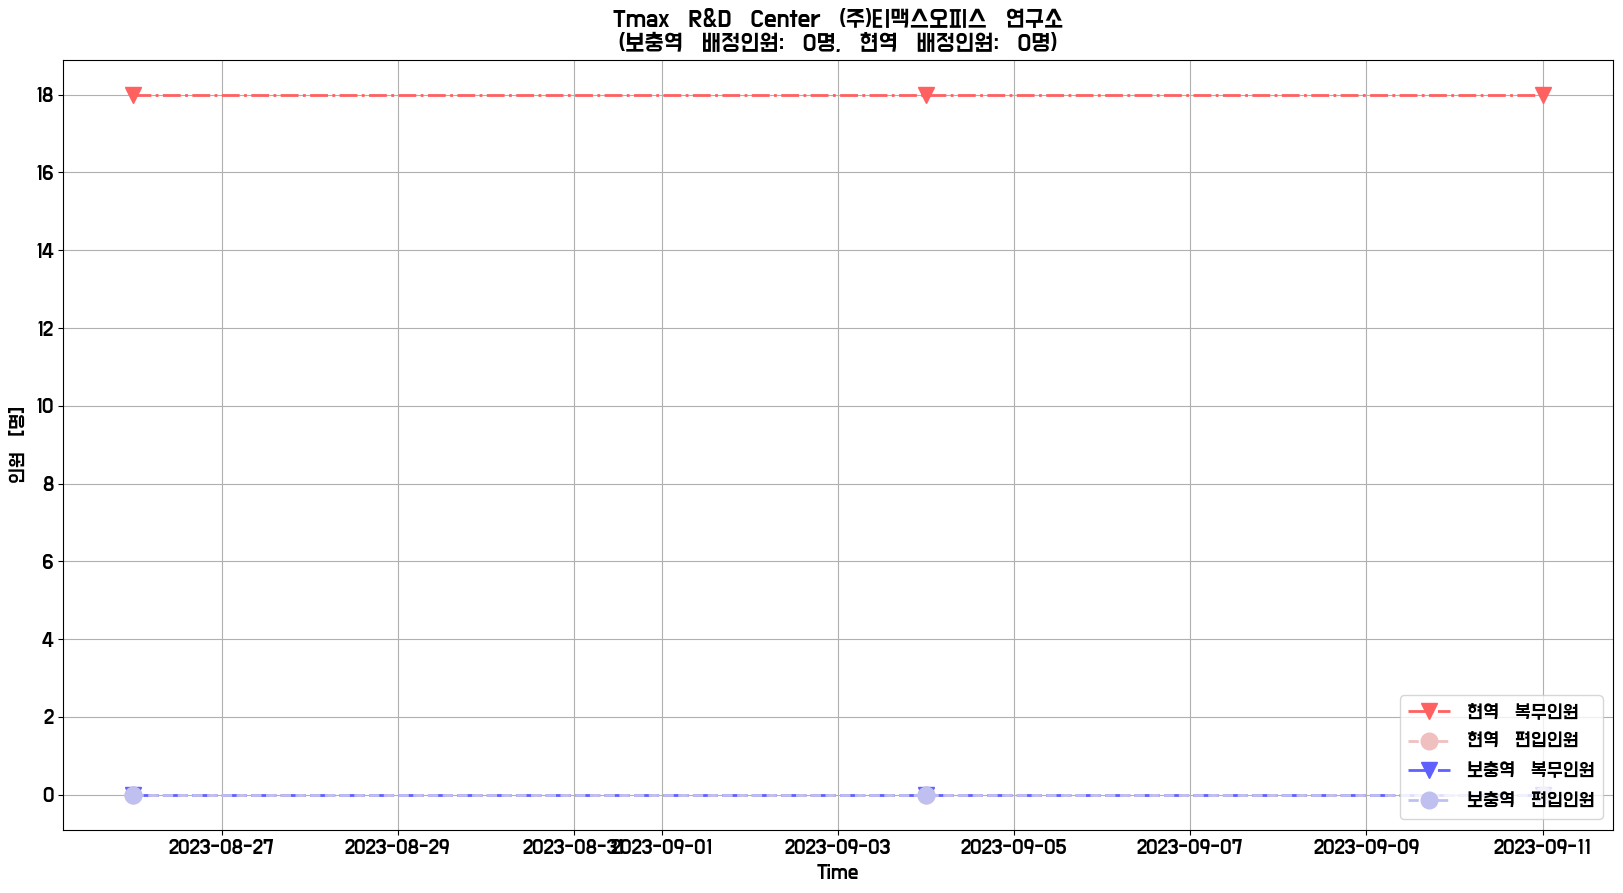 Tmax R&D Center (주)티맥스오피스 연구소
(보충역 배정인원: 0명, 현역 배정인원: 0명)
18
16
14
12
10
8
6
4
2
0
인원 [명]
현역 복무인원
현역 편입인원
보충역 복무인원
보충역 편입인원
2023-08-27 2023-08-29 2023-08-31 2023-09-01 2023-09-03 2023-09-05 2023-09-07 2023-09-09 2023-09-11
Time